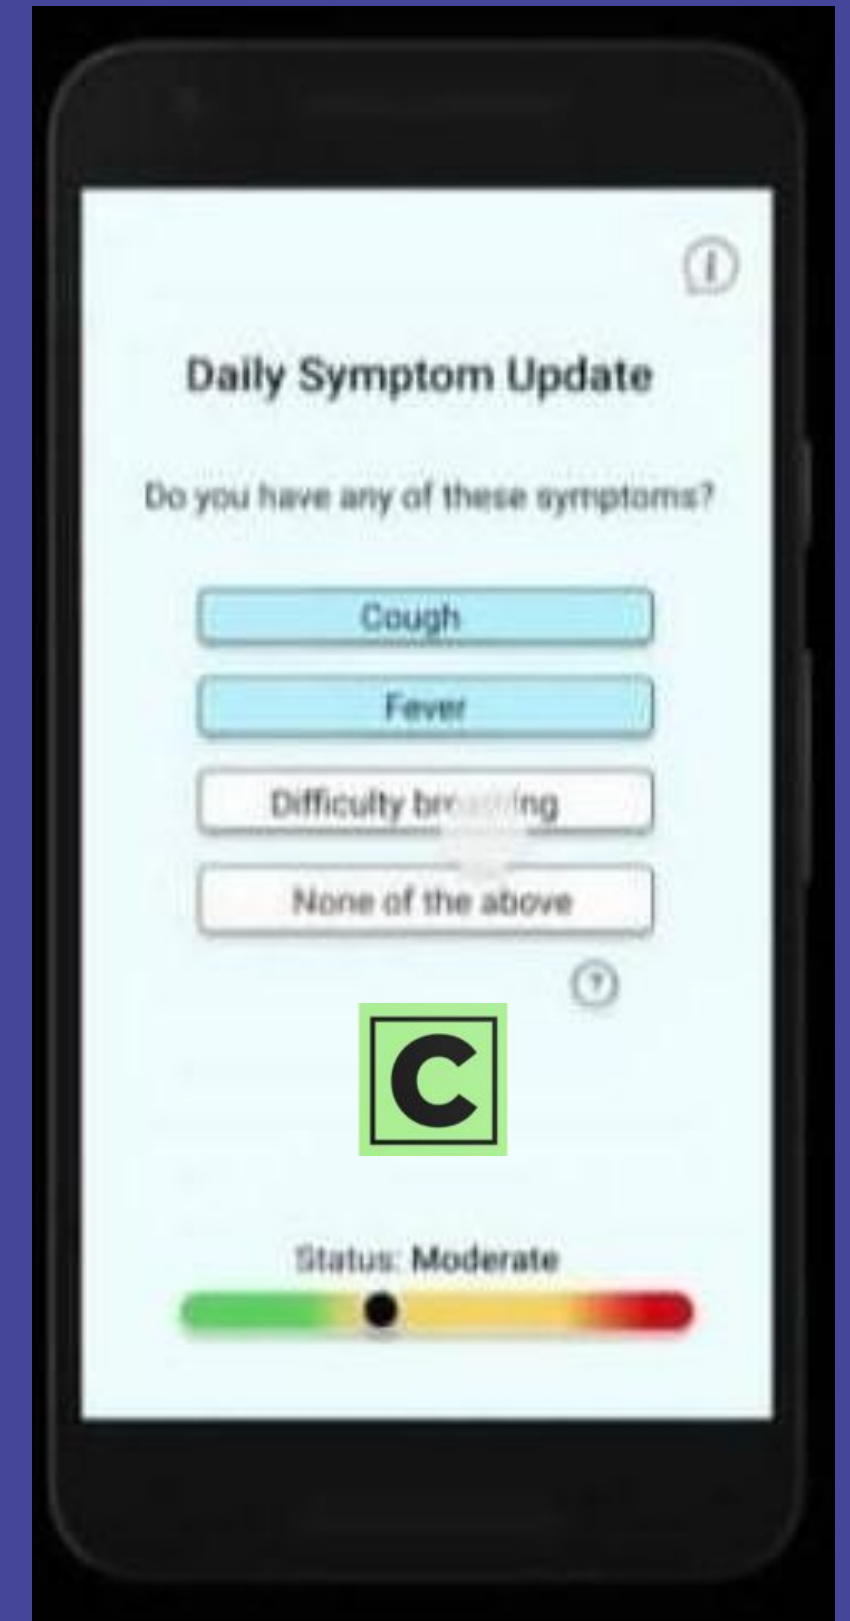 i
Daily Symptom Update
Do you have any of these symptoms?
Cough
Fever
Difficulty breathing
None of the above
?
C
Status: Moderate